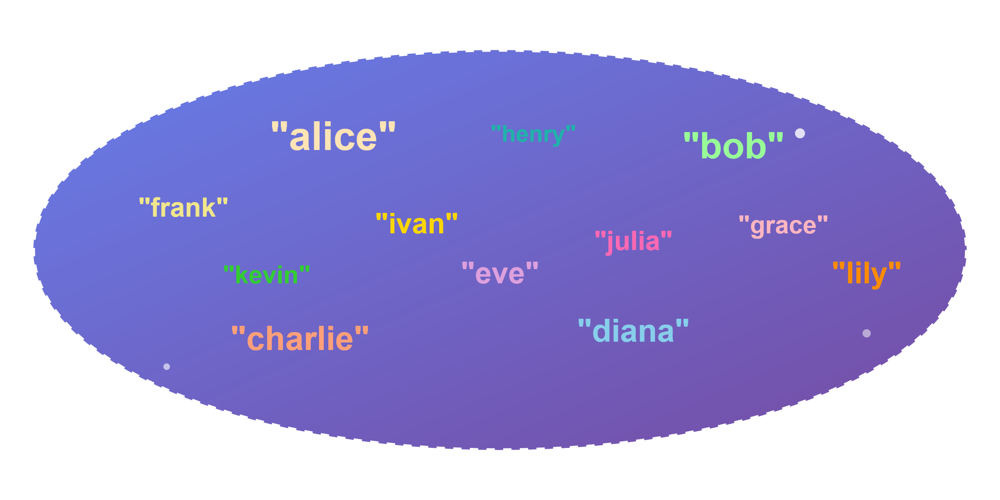 "alice"
"henry"
"bob"
"frank"
"ivan"
"grace"
"julia"
"kevin"
"eve"
"lily"
"charlie"
"diana"